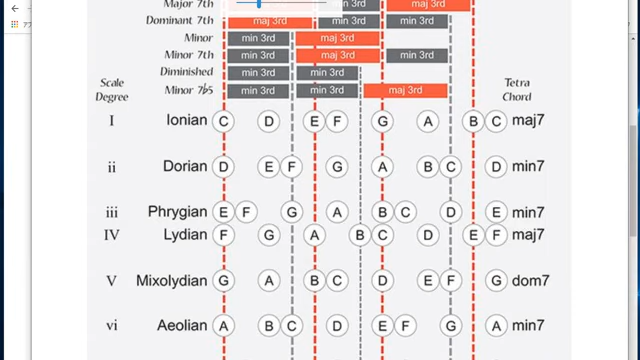 Major 7th min 3rd maj 3rd
Dominant 7th maj 3rd min 3rd min 3rd
Minor min 3rd maj 3rd
Minor 7th min 3rd maj 3rd min 3rd
Diminished min 3rd min 3rd
Minor 7♭5 min 3rd min 3rd maj 3rd
Scale Degree
Tetra Chord
I Ionian C D E F G A B C maj7
ii Dorian D E F G A B C D min7
iii Phrygian E F G A B C D E min7
IV Lydian F G A B C D E F maj7
V Mixolydian G A B C D E F G dom7
vi Aeolian A B C D E F G A min7